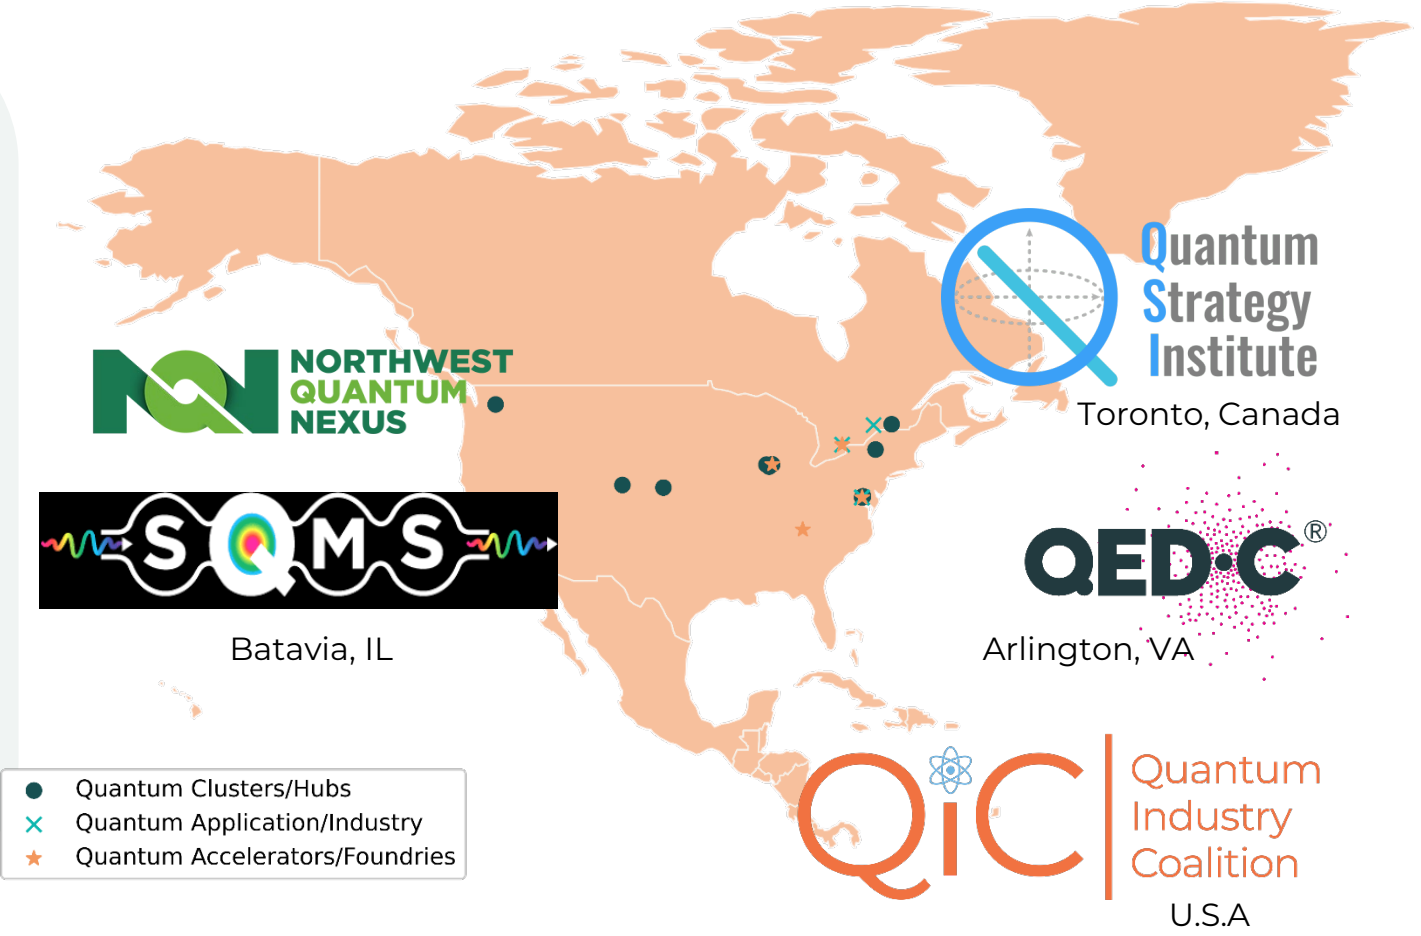 NORTHWEST
QUANTUM
NEXUS
SQMS
Batavia, IL
Quantum
Strategy
Institute
Toronto, Canada
QED•C®
Arlington, VA
QiC
Quantum
Industry
Coalition
U.S.A
Quantum Clusters/Hubs
Quantum Application/Industry
Quantum Accelerators/Foundries